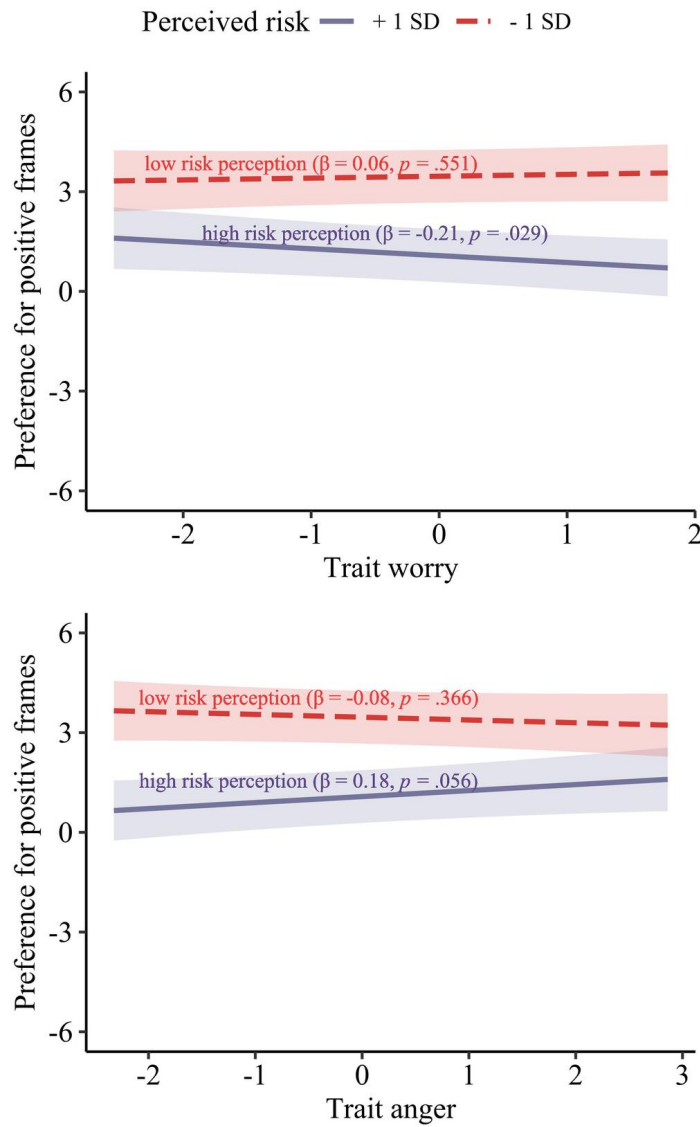 Perceived risk + 1 SD - 1 SD
6
low risk perception (β = 0.06, p = .551)
3
high risk perception (β = -0.21, p = .029)
0
-3
-6
Preference for positive frames
-2 -1 0 1 2
Trait worry
6
low risk perception (β = -0.08, p = .366)
3
high risk perception (β = 0.18, p = .056)
0
-3
-6
Preference for positive frames
-2 -1 0 1 2 3
Trait anger